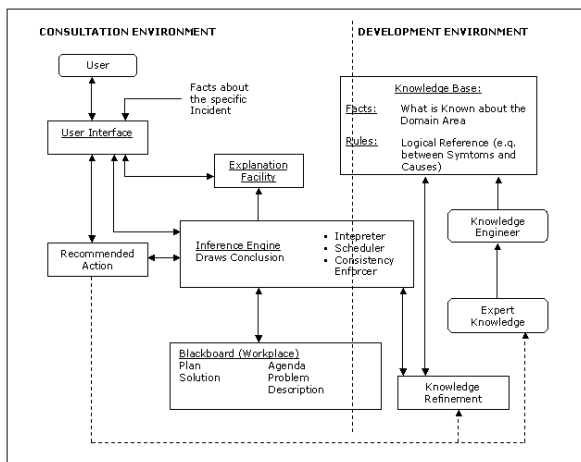 CONSULTATION ENVIRONMENT
DEVELOPMENT ENVIRONMENT
User
Facts about
the specific
Incident
User Interface
Explanation
Facility
Recommended
Action
Inference Engine
Draws Conclusion
• Intepreter
• Scheduler
• Consistency
Enforcer
Blackboard (Workplace)
Plan
Solution
Agenda
Problem
Description
Knowledge Base:
Facts: What is Known about the
Domain Area
Rules: Logical Reference (e.q.
between Symtoms and
Causes)
Knowledge
Engineer
Expert
Knowledge
Knowledge
Refinement